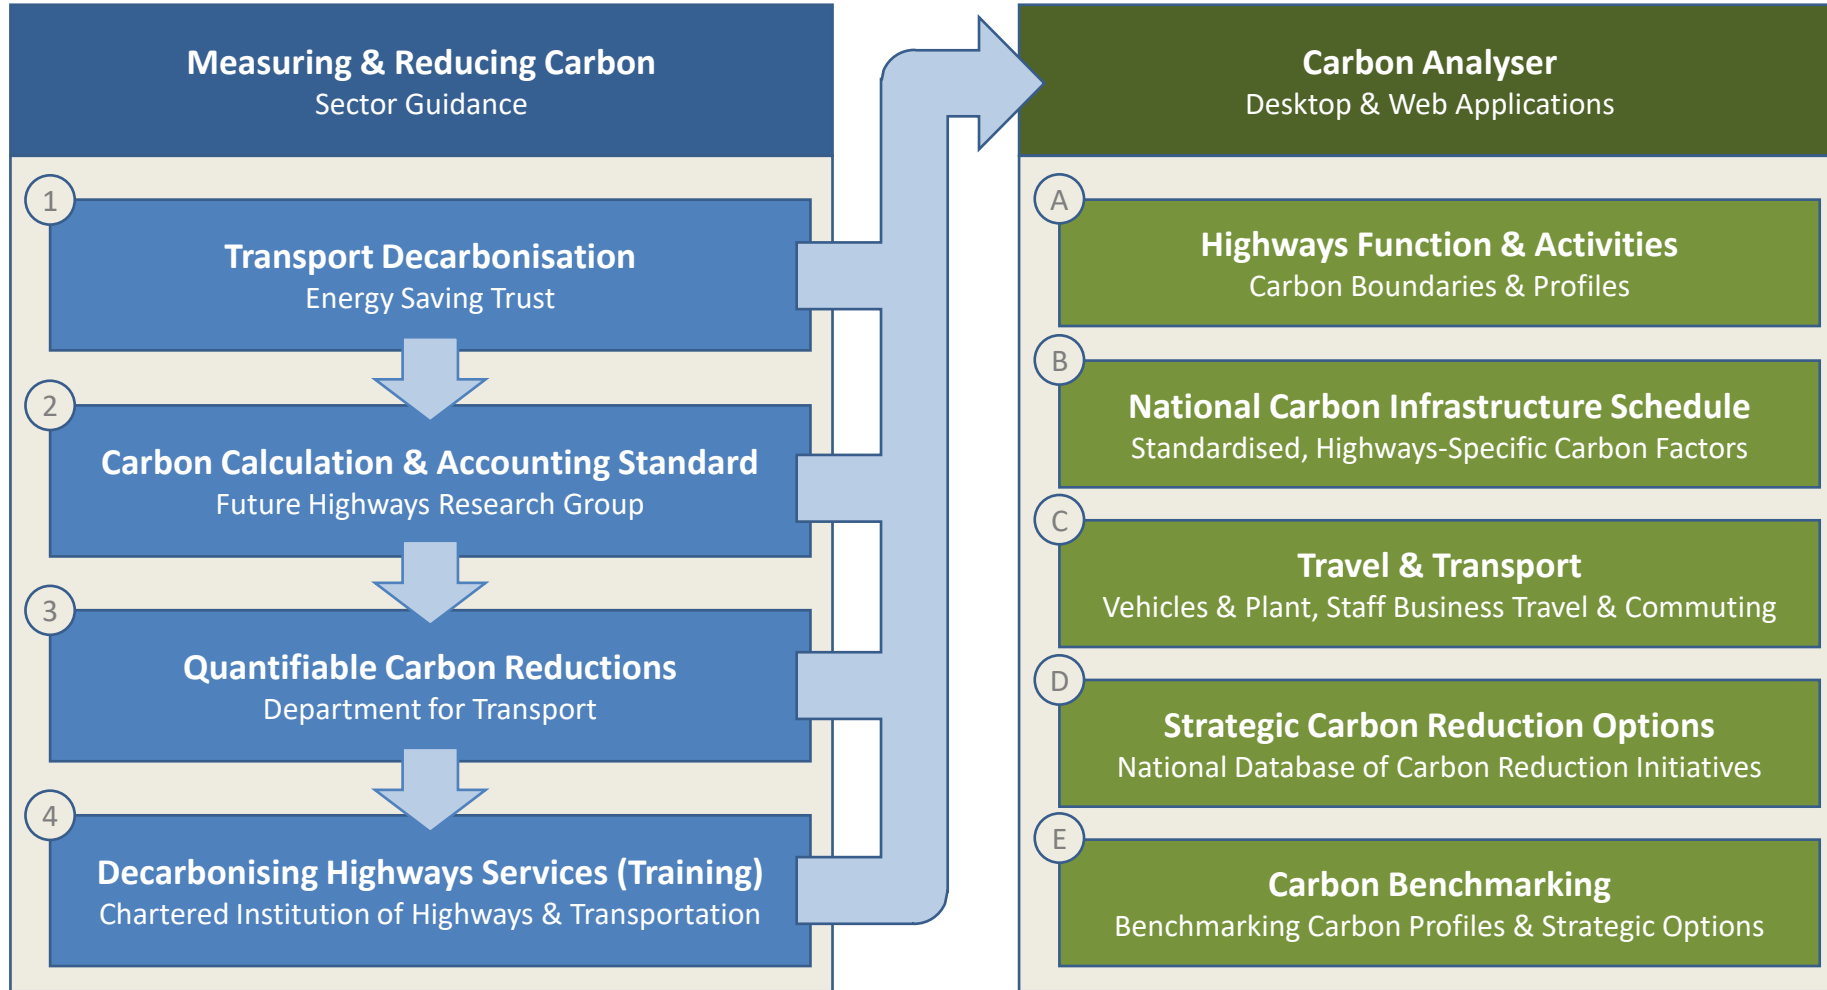 Measuring & Reducing Carbon
Sector Guidance
1
Transport Decarbonisation
Energy Saving Trust
2
Carbon Calculation & Accounting Standard
Future Highways Research Group
3
Quantifiable Carbon Reductions
Department for Transport
4
Decarbonising Highways Services (Training)
Chartered Institution of Highways & Transportation
Carbon Analyser
Desktop & Web Applications
A
Highways Function & Activities
Carbon Boundaries & Profiles
B
National Carbon Infrastructure Schedule
Standardised, Highways-Specific Carbon Factors
C
Travel & Transport
Vehicles & Plant, Staff Business Travel & Commuting
D
Strategic Carbon Reduction Options
National Database of Carbon Reduction Initiatives
E
Carbon Benchmarking
Benchmarking Carbon Profiles & Strategic Options